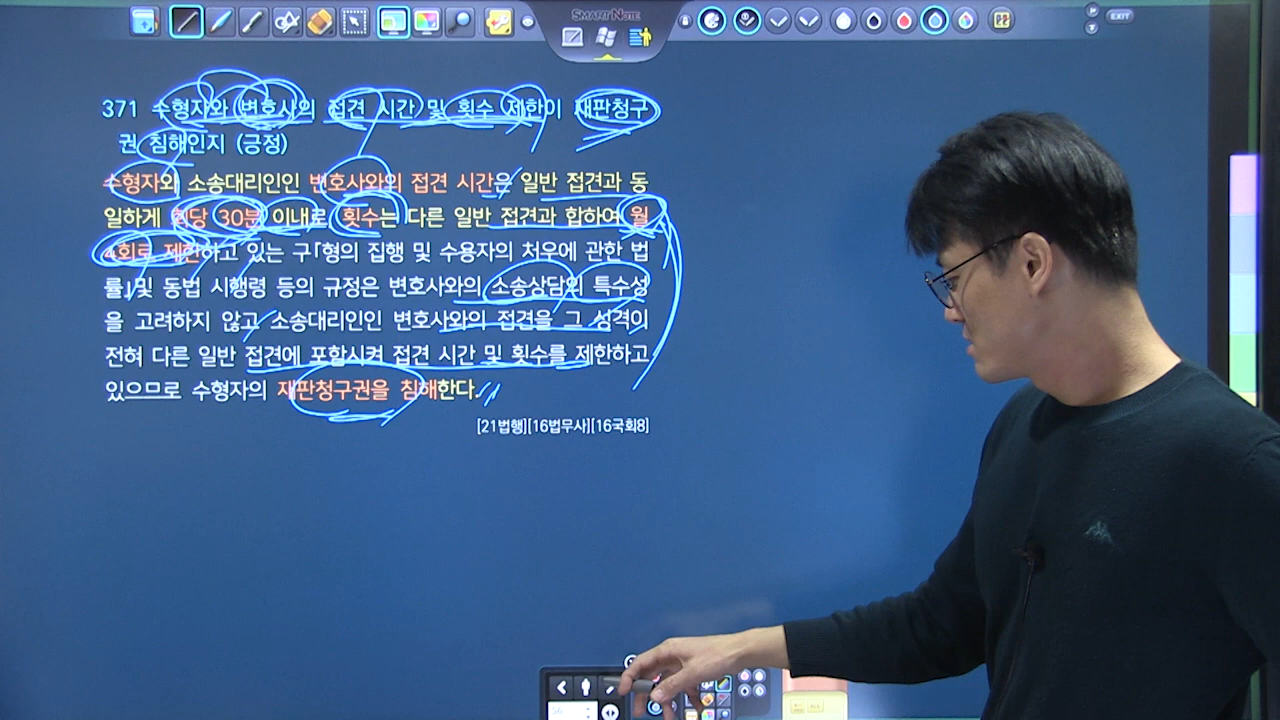 SMARTNOTE
EXIT
371 수형자와 변호사의 접견 시간 및 횟수 제한이 재판청구
권 침해인지 (긍정)
수형자와 소송대리인인 변호사와의 접견 시간은 일반 접견과 동
일하게 회당 30분 이내로 횟수는 다른 일반 접견과 합하여 월
4회로 제한하고 있는 구「형의 집행 및 수용자의 처우에 관한 법
률」및 동법 시행령 등의 규정은 변호사와의 소송상담의 특수성
을 고려하지 않고 소송대리인인 변호사와의 접견을 그 성격이
전혀 다른 일반 접견에 포함시켜 접견 시간 및 횟수를 제한하고
있으므로 수형자의 재판청구권을 침해한다.
[21법행][16법무사][16국회8]